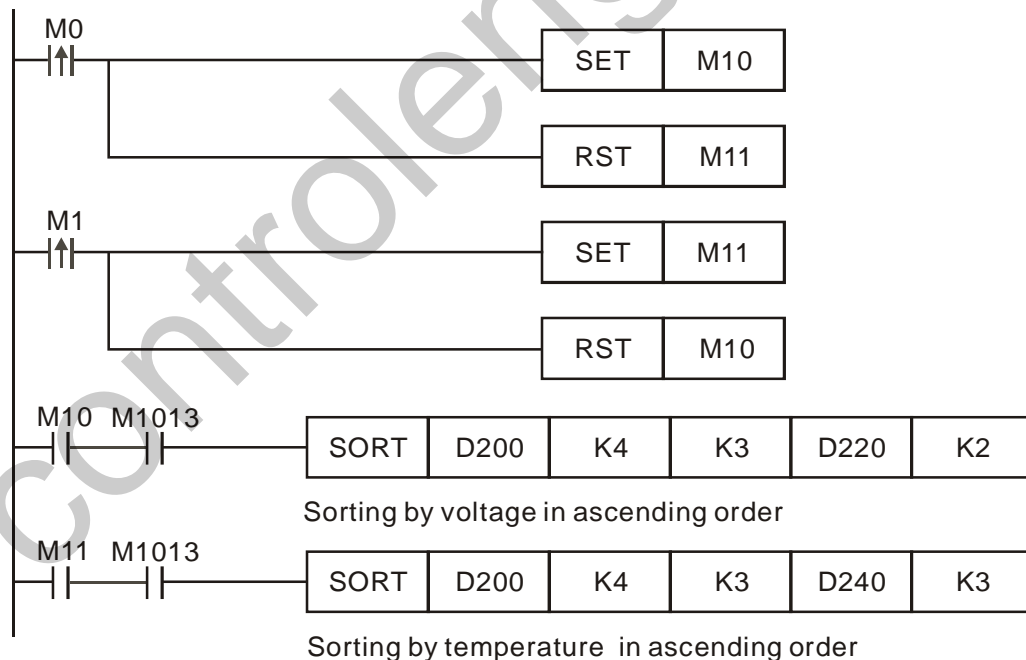 M0
SET M10
RST M11
M1
SET M11
RST M10
M10 M1013
SORT D200 K4 K3 D220 K2
Sorting by voltage in ascending order
M11 M1013
SORT D200 K4 K3 D240 K3
Sorting by temperature in ascending order
controleng